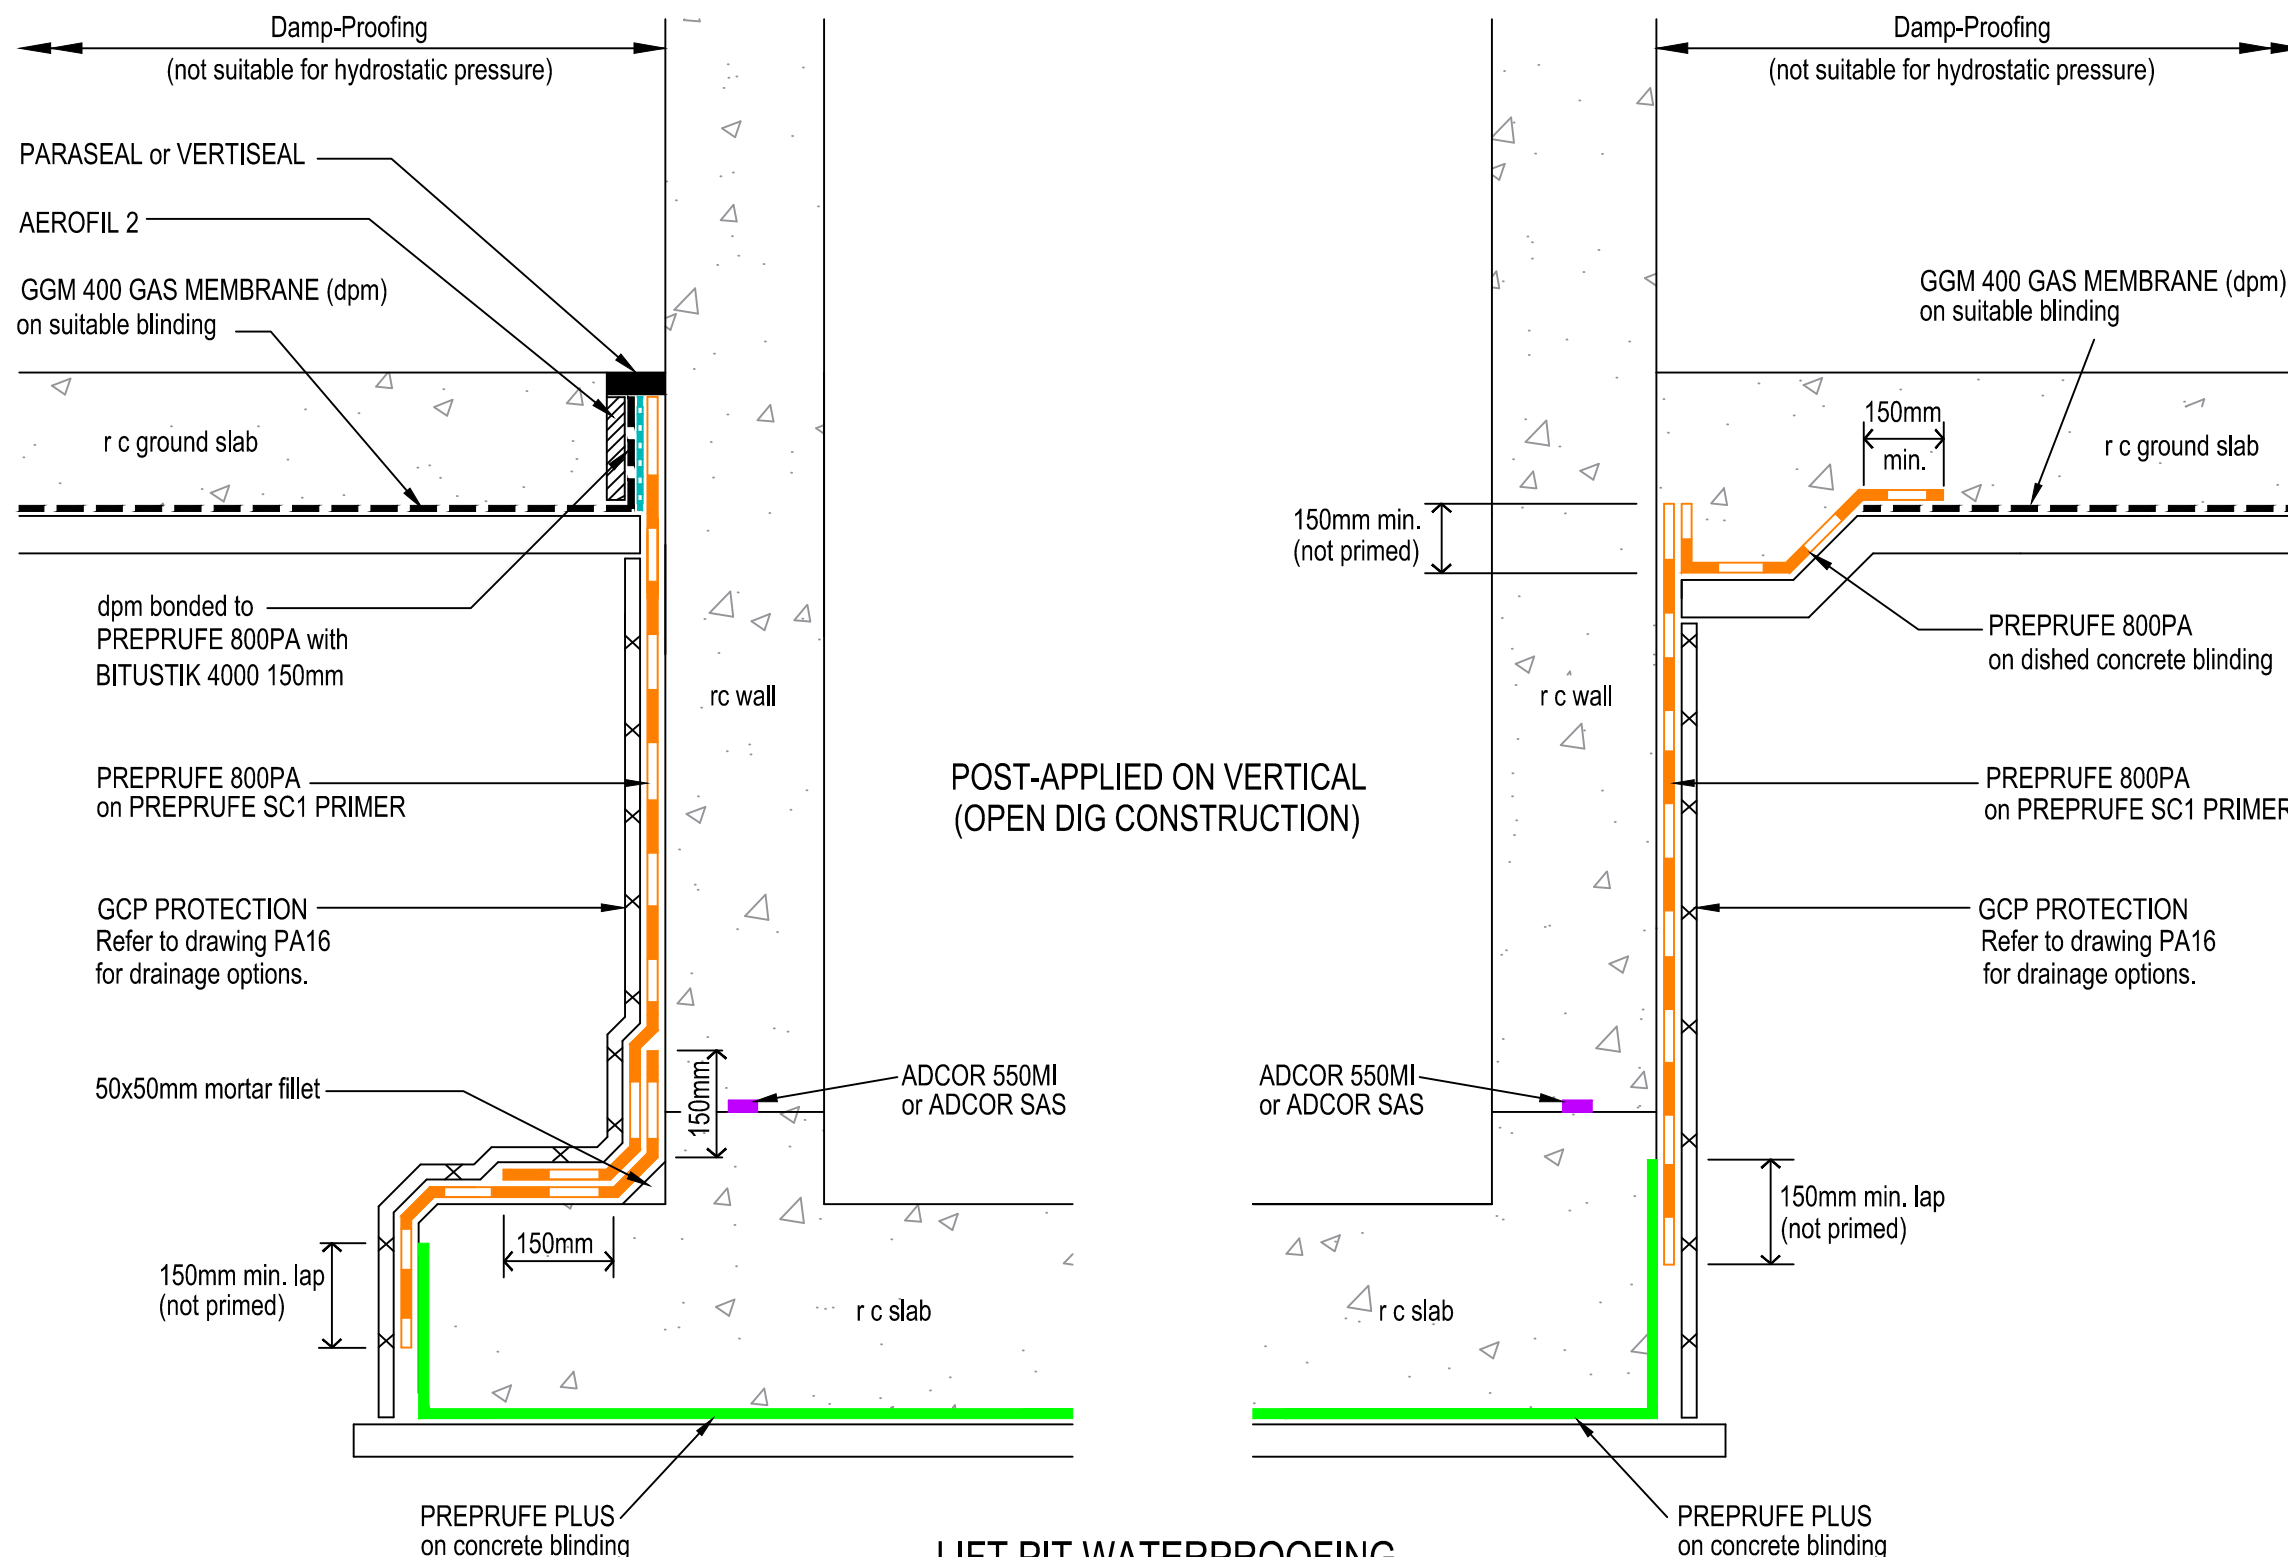 Damp-Proofing
(not suitable for hydrostatic pressure)
PARASEAL or VERTISEAL
AEROFIL 2
GGM 400 GAS MEMBRANE (dpm)
on suitable blinding
r c ground slab
dpm bonded to
PREPRUFE 800PA with
BITUSTIK 4000 150mm
PREPRUFE 800PA
on PREPRUFE SC1 PRIMER
GCP PROTECTION
Refer to drawing PA16
for drainage options.
50x50mm mortar fillet
150mm min. lap
(not primed)
150mm
150mm
rc wall
ADCOR 550MI
or ADCOR SAS
r c slab
PREPRUFE PLUS
on concrete blinding
POST-APPLIED ON VERTICAL
(OPEN DIG CONSTRUCTION)
LIFT PIT WATERPROOFING
Damp-Proofing
(not suitable for hydrostatic pressure)
GGM 400 GAS MEMBRANE (dpm)
on suitable blinding
150mm
min.
r c ground slab
150mm min.
(not primed)
PREPRUFE 800PA
on dished concrete blinding
r c wall
PREPRUFE 800PA
on PREPRUFE SC1 PRIMER
GCP PROTECTION
Refer to drawing PA16
for drainage options.
ADCOR 550MI
or ADCOR SAS
150mm min. lap
(not primed)
r c slab
PREPRUFE PLUS
on concrete blinding